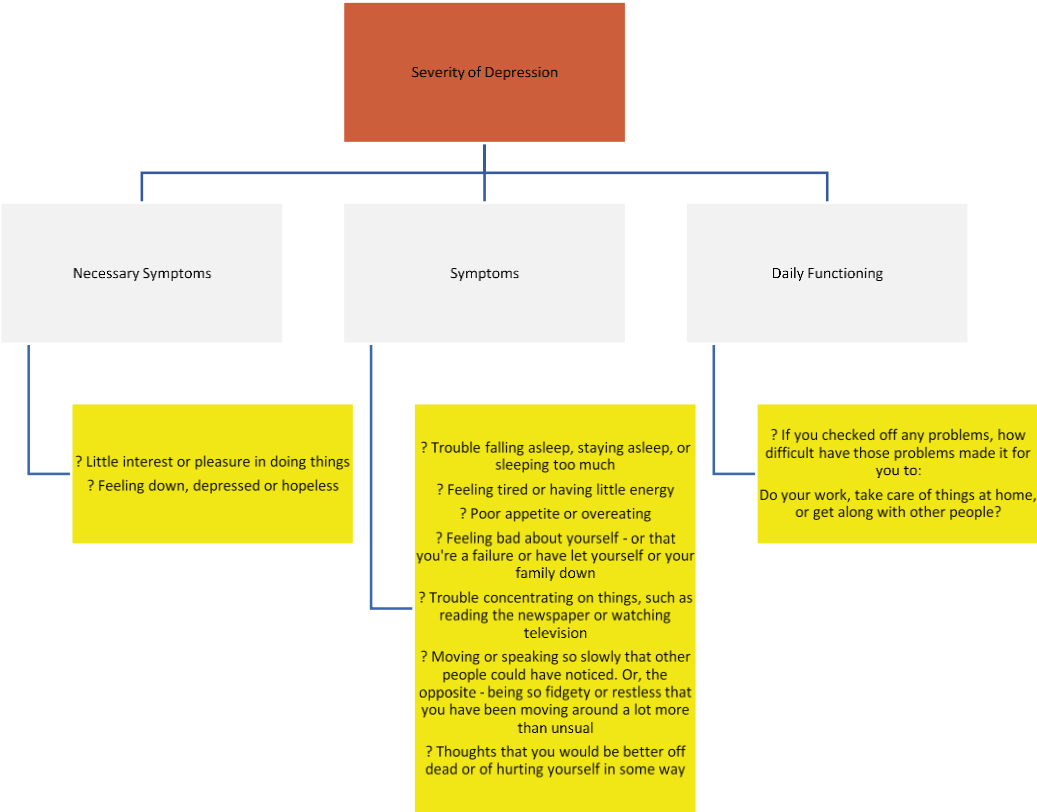 Severity of Depression
Necessary Symptoms
Symptoms
Daily Functioning
? Little interest or pleasure in doing things
? Feeling down, depressed or hopeless
? Trouble falling asleep, staying asleep, or
sleeping too much
? Feeling tired or having little energy
? Poor appetite or overeating
? Feeling bad about yourself - or that
you're a failure or have let yourself or your
family down
? Trouble concentrating on things, such as
reading the newspaper or watching
television
? Moving or speaking so slowly that other
people could have noticed. Or, the
opposite - being so fidgety or restless that
you have been moving around a lot more
than unsual
? Thoughts that you would be better off
dead or of hurting yourself in some way
? If you checked off any problems, how
difficult have those problems made it for
you to:
Do your work, take care of things at home,
or get along with other people?